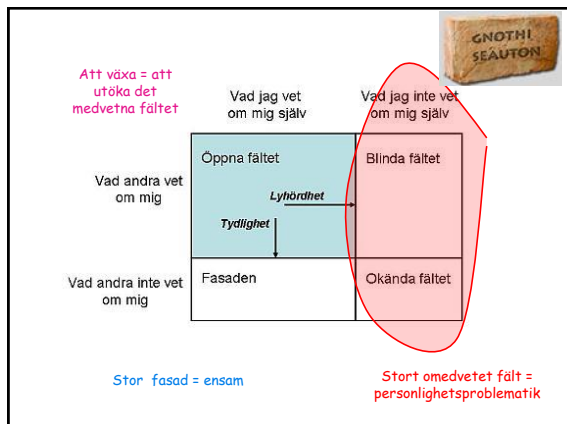 GNOTHI
SEAUTON
Att växa = att
utöka det
medvetna fältet
Vad jag vet
om mig själv
Vad jag inte vet
om mig själv
Vad andra vet
om mig
Öppna fältet
Blinda fältet
Lyhördhet
Tydlighet
Vad andra inte vet
om mig
Fasaden
Okända fältet
Stor fasad = ensam
Stort omedvetet fält =
personlighetsproblematik